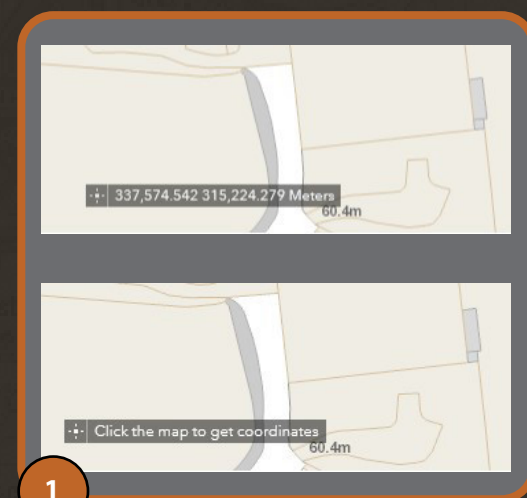 337,574.542 315,224.279 Meters
60.4m
Click the map to get coordinates
60.4m
1